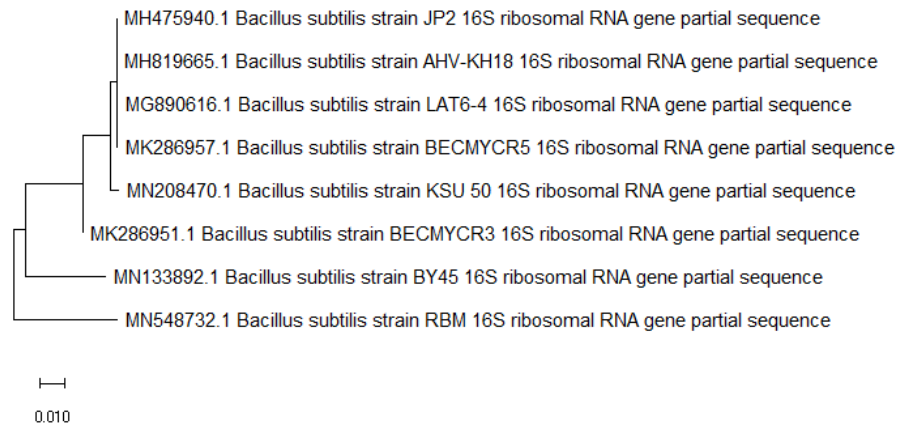 MH475940.1 Bacillus subtilis strain JP2 16S ribosomal RNA gene partial sequence
MH819665.1 Bacillus subtilis strain AHV-KH18 16S ribosomal RNA gene partial sequence
MG890616.1 Bacillus subtilis strain LAT6-4 16S ribosomal RNA gene partial sequence
MK286957.1 Bacillus subtilis strain BECMYCR5 16S ribosomal RNA gene partial sequence
MN208470.1 Bacillus subtilis strain KSU 50 16S ribosomal RNA gene partial sequence
MK286951.1 Bacillus subtilis strain BECMYCR3 16S ribosomal RNA gene partial sequence
MN133892.1 Bacillus subtilis strain BY45 16S ribosomal RNA gene partial sequence
MN548732.1 Bacillus subtilis strain RBM 16S ribosomal RNA gene partial sequence
0.010